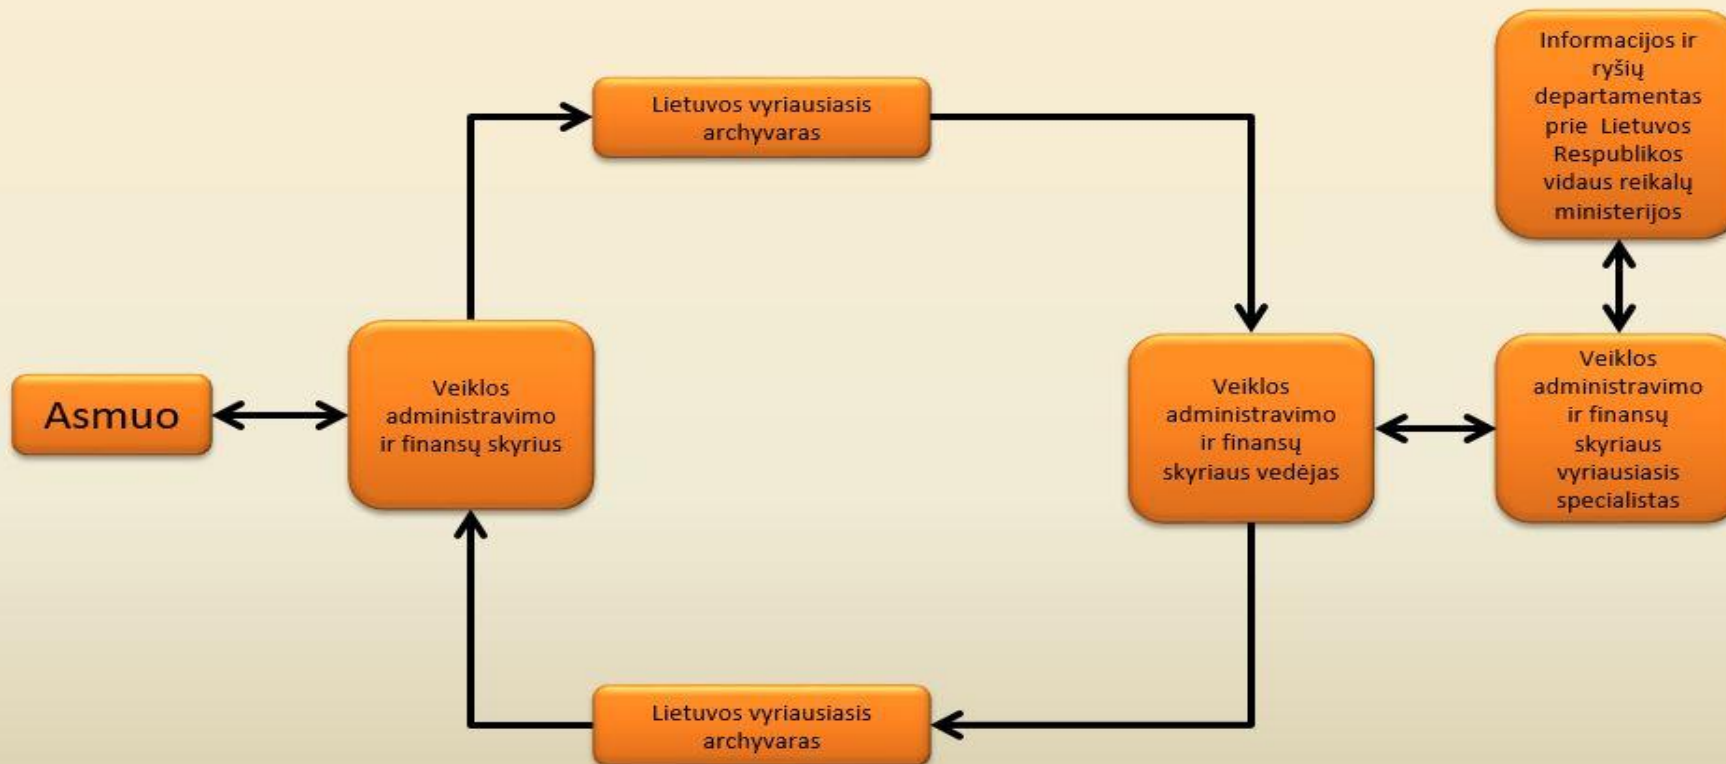 Informacijos ir
ryšių
departamentas
prie Lietuvos
Respublikos
vidaus reikalų
ministerijos
Lietuvos vyriausiasis
archyvaras
Asmuo
Veiklos
administravimo
ir finansų skyrius
Veiklos
administravimo
ir finansų
skyriaus vedėjas
Veiklos
administravimo
ir finansų
skyriaus
vyriausiasis
specialistas
Lietuvos vyriausiasis
archyvaras